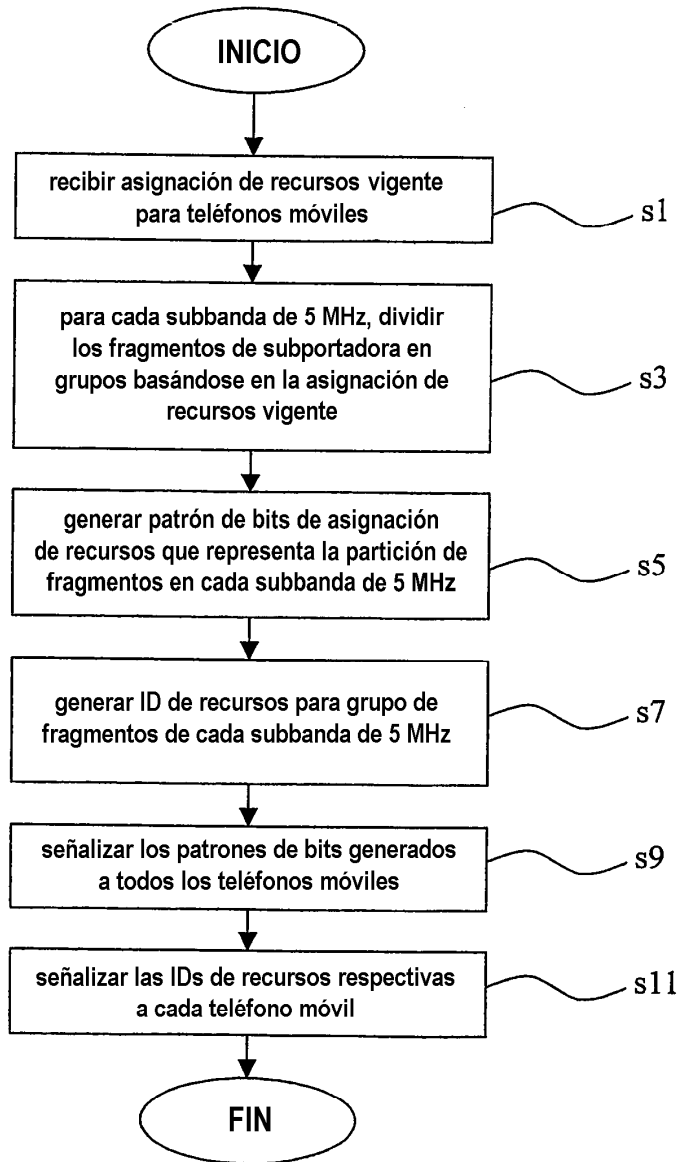 INICIO
recibir asignación de recursos vigente
para teléfonos móviles
s1
para cada subbanda de 5 MHz, dividir
los fragmentos de subportadora en
grupos basándose en la asignación de
recursos vigente
s3
generar patrón de bits de asignación
de recursos que representa la partición de
fragmentos en cada subbanda de 5 MHz
s5
generar ID de recursos para grupo de
fragmentos de cada subbanda de 5 MHz
s7
señalizar los patrones de bits generados
a todos los teléfonos móviles
s9
señalizar las IDs de recursos respectivas
a cada teléfono móvil
s11
FIN